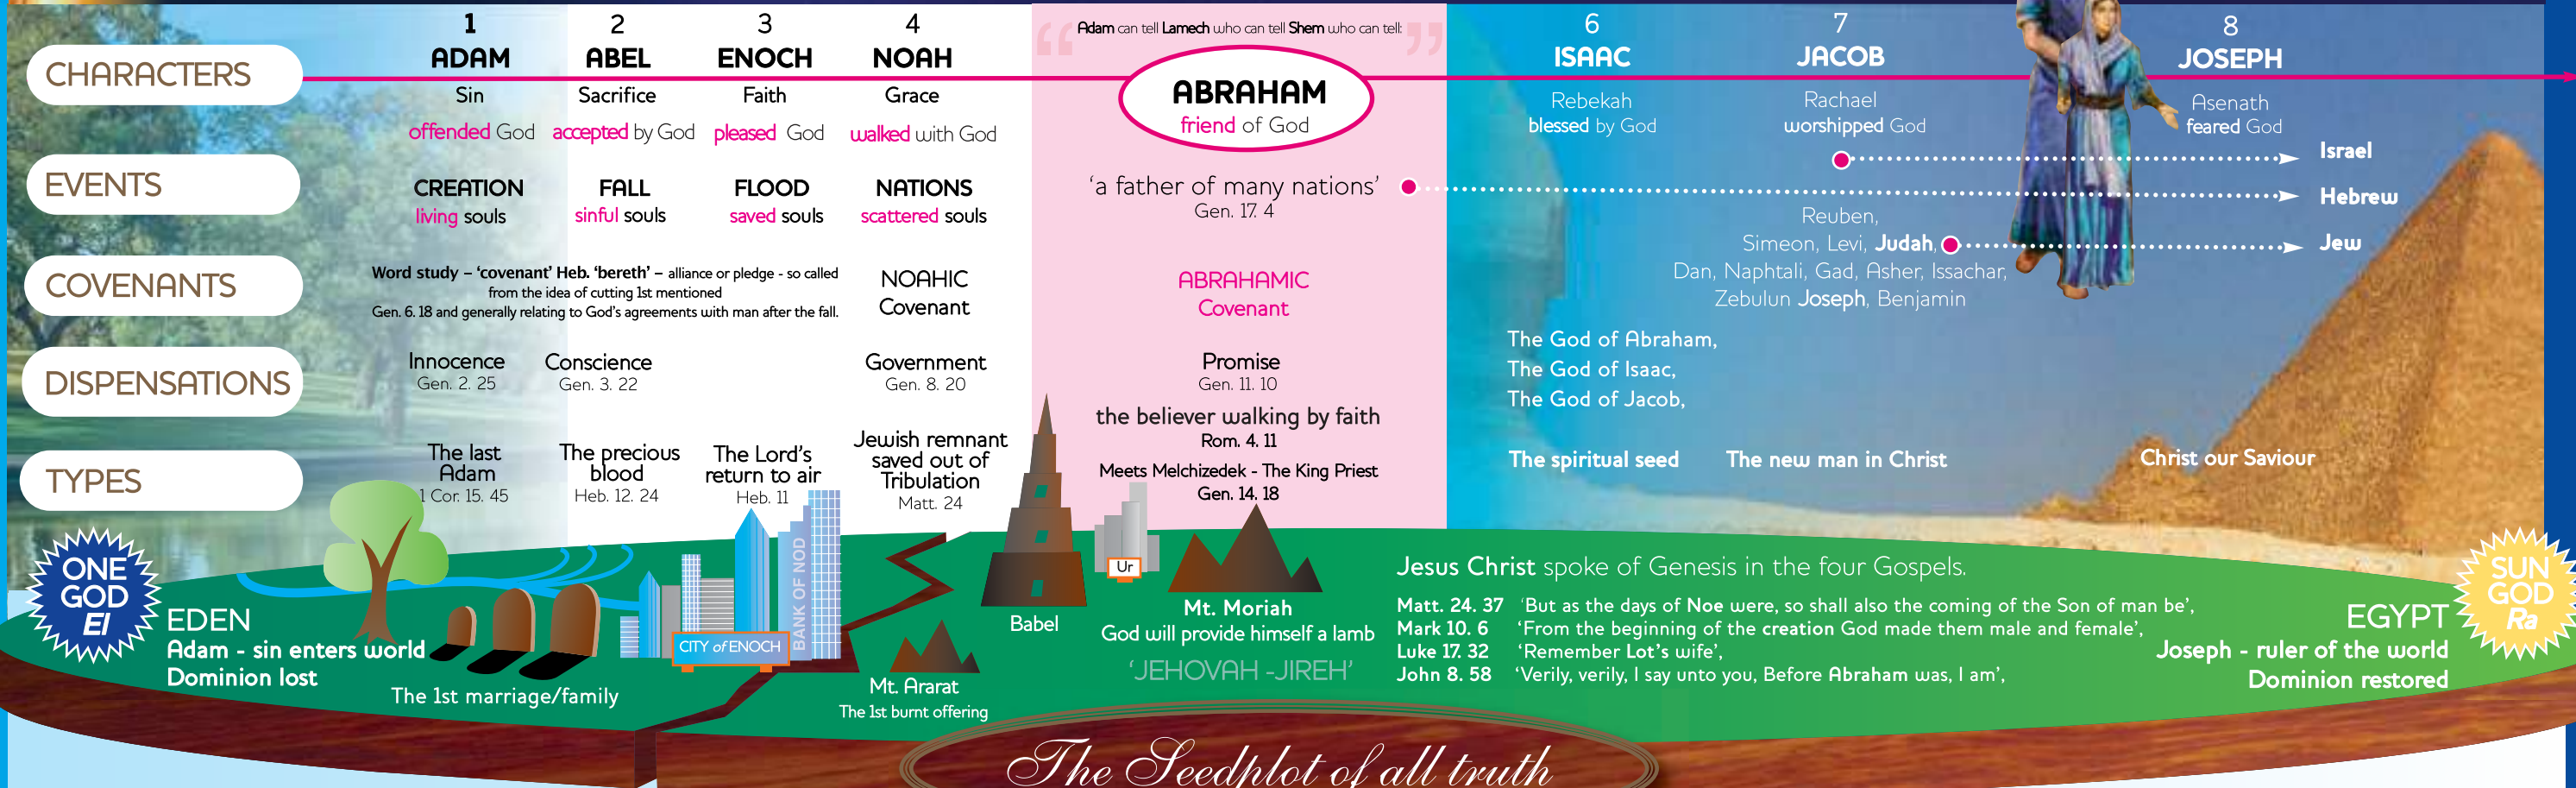 1
ADAM
2
ABEL
3
ENOCH
4
NOAH
“ Adam can tell Lamech who can tell Shem who can tell: ”
6
ISAAC
7
JACOB
8
JOSEPH
CHARACTERS
Sin
offended God
Sacrifice
accepted by God
Faith
pleased God
Grace
walked with God
ABRAHAM
friend of God
Rebekah
blessed by God
Rachael
worshipped God
Asenath
feared God
EVENTS
CREATION
living souls
FALL
sinful souls
FLOOD
saved souls
NATIONS
scattered souls
‘a father of many nations’
Gen. 17. 4
Israel
Hebrew
Jew
Reuben,
Simeon, Levi, Judah,
Dan, Naphtali, Gad, Asher, Issachar,
Zebulun Joseph, Benjamin
COVENANTS
Word study – ‘covenant’ Heb. ‘bereth’ – alliance or pledge - so called
from the idea of cutting 1st mentioned
Gen. 6. 18 and generally relating to God’s agreements with man after the fall.
NOAHIC
Covenant
ABRAHAMIC
Covenant
The God of Abraham,
The God of Isaac,
The God of Jacob,
DISPENSATIONS
Innocence
Gen. 2. 25
Conscience
Gen. 3. 22
Government
Gen. 8. 20
Promise
Gen. 11. 10
the believer walking by faith
Rom. 4. 11
Meets Melchizedek - The King Priest
Gen. 14. 18
TYPES
The last
Adam
1 Cor. 15. 45
The precious
blood
Heb. 12. 24
The Lord’s
return to air
Heb. 11
Jewish remnant
saved out of
Tribulation
Matt. 24
The spiritual seed
The new man in Christ
Christ our Saviour
ONE
GOD
El
EDEN
Adam - sin enters world
Dominion lost
The 1st marriage/family
CITY of ENOCH
BANK OF NOD
Mt. Ararat
The 1st burnt offering
Babel
Ur
Mt. Moriah
God will provide himself a lamb
‘JEHOVAH -JIREH’
Jesus Christ spoke of Genesis in the four Gospels.
Matt. 24. 37 ‘But as the days of Noe were, so shall also the coming of the Son of man be’,
Mark 10. 6 ‘From the beginning of the creation God made them male and female’,
Luke 17. 32 ‘Remember Lot’s wife’,
John 8. 58 ‘Verily, verily, I say unto you, Before Abraham was, I am’,
SUN
GOD
Ra
EGYPT
Joseph - ruler of the world
Dominion restored
The Seedplot of all truth